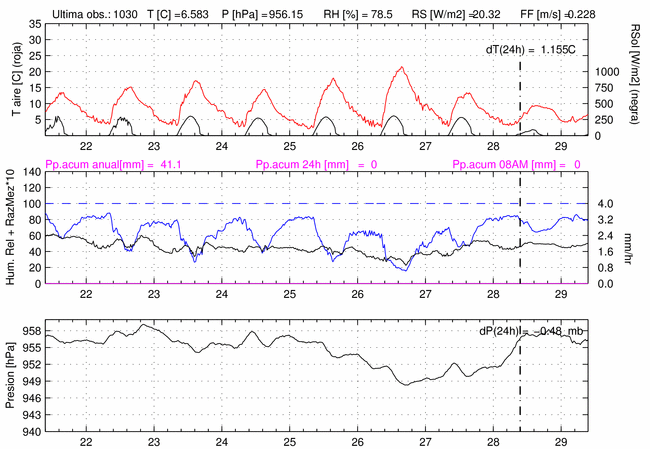 Ultima obs.: 1030 T [C] =6.583 P [hPa] =956.15 RH [%] = 78.5 RS [W/m2] =20.32 FF [m/s] =0.228
T aire [C] (roja)
35
30
25
20
15
10
5
dT(24h) = 1.155C
1000
750
500
250
0
RSol [W/m2] (negra)
22 23 24 25 26 27 28 29
Pp.acum anual[mm] = 41.1 Pp.acum 24h [mm] = 0 Pp.acum 08AM [mm] = 0
Hum. Rel + RazMez*10
140
120
100
80
60
40
20
0
4.0
3.2
2.4
1.6
0.8
0.0
mm/hr
22 23 24 25 26 27 28 29
Presion [hPa]
958
955
952
949
946
943
940
dP(24h) = −0.48 mb
22 23 24 25 26 27 28 29